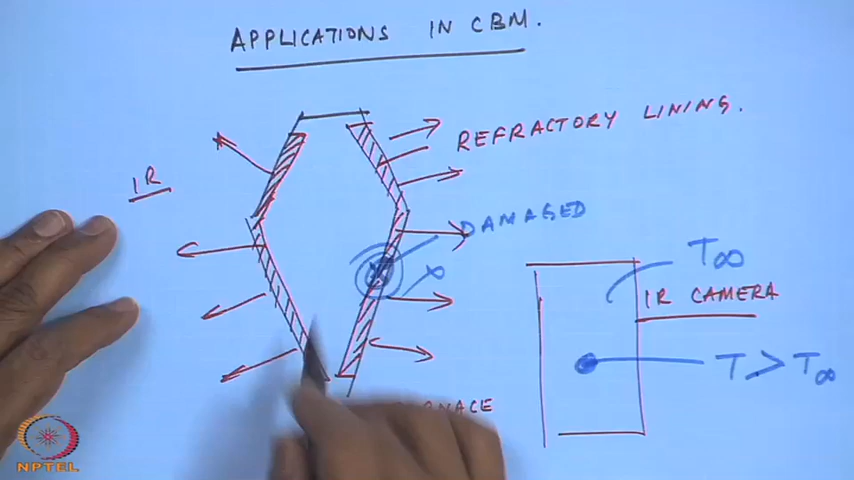 APPLICATIONS IN CBM.
REFRACTORY LINING.
IR
DAMAGED
T∞
IR CAMERA
T > T∞
NPTEL